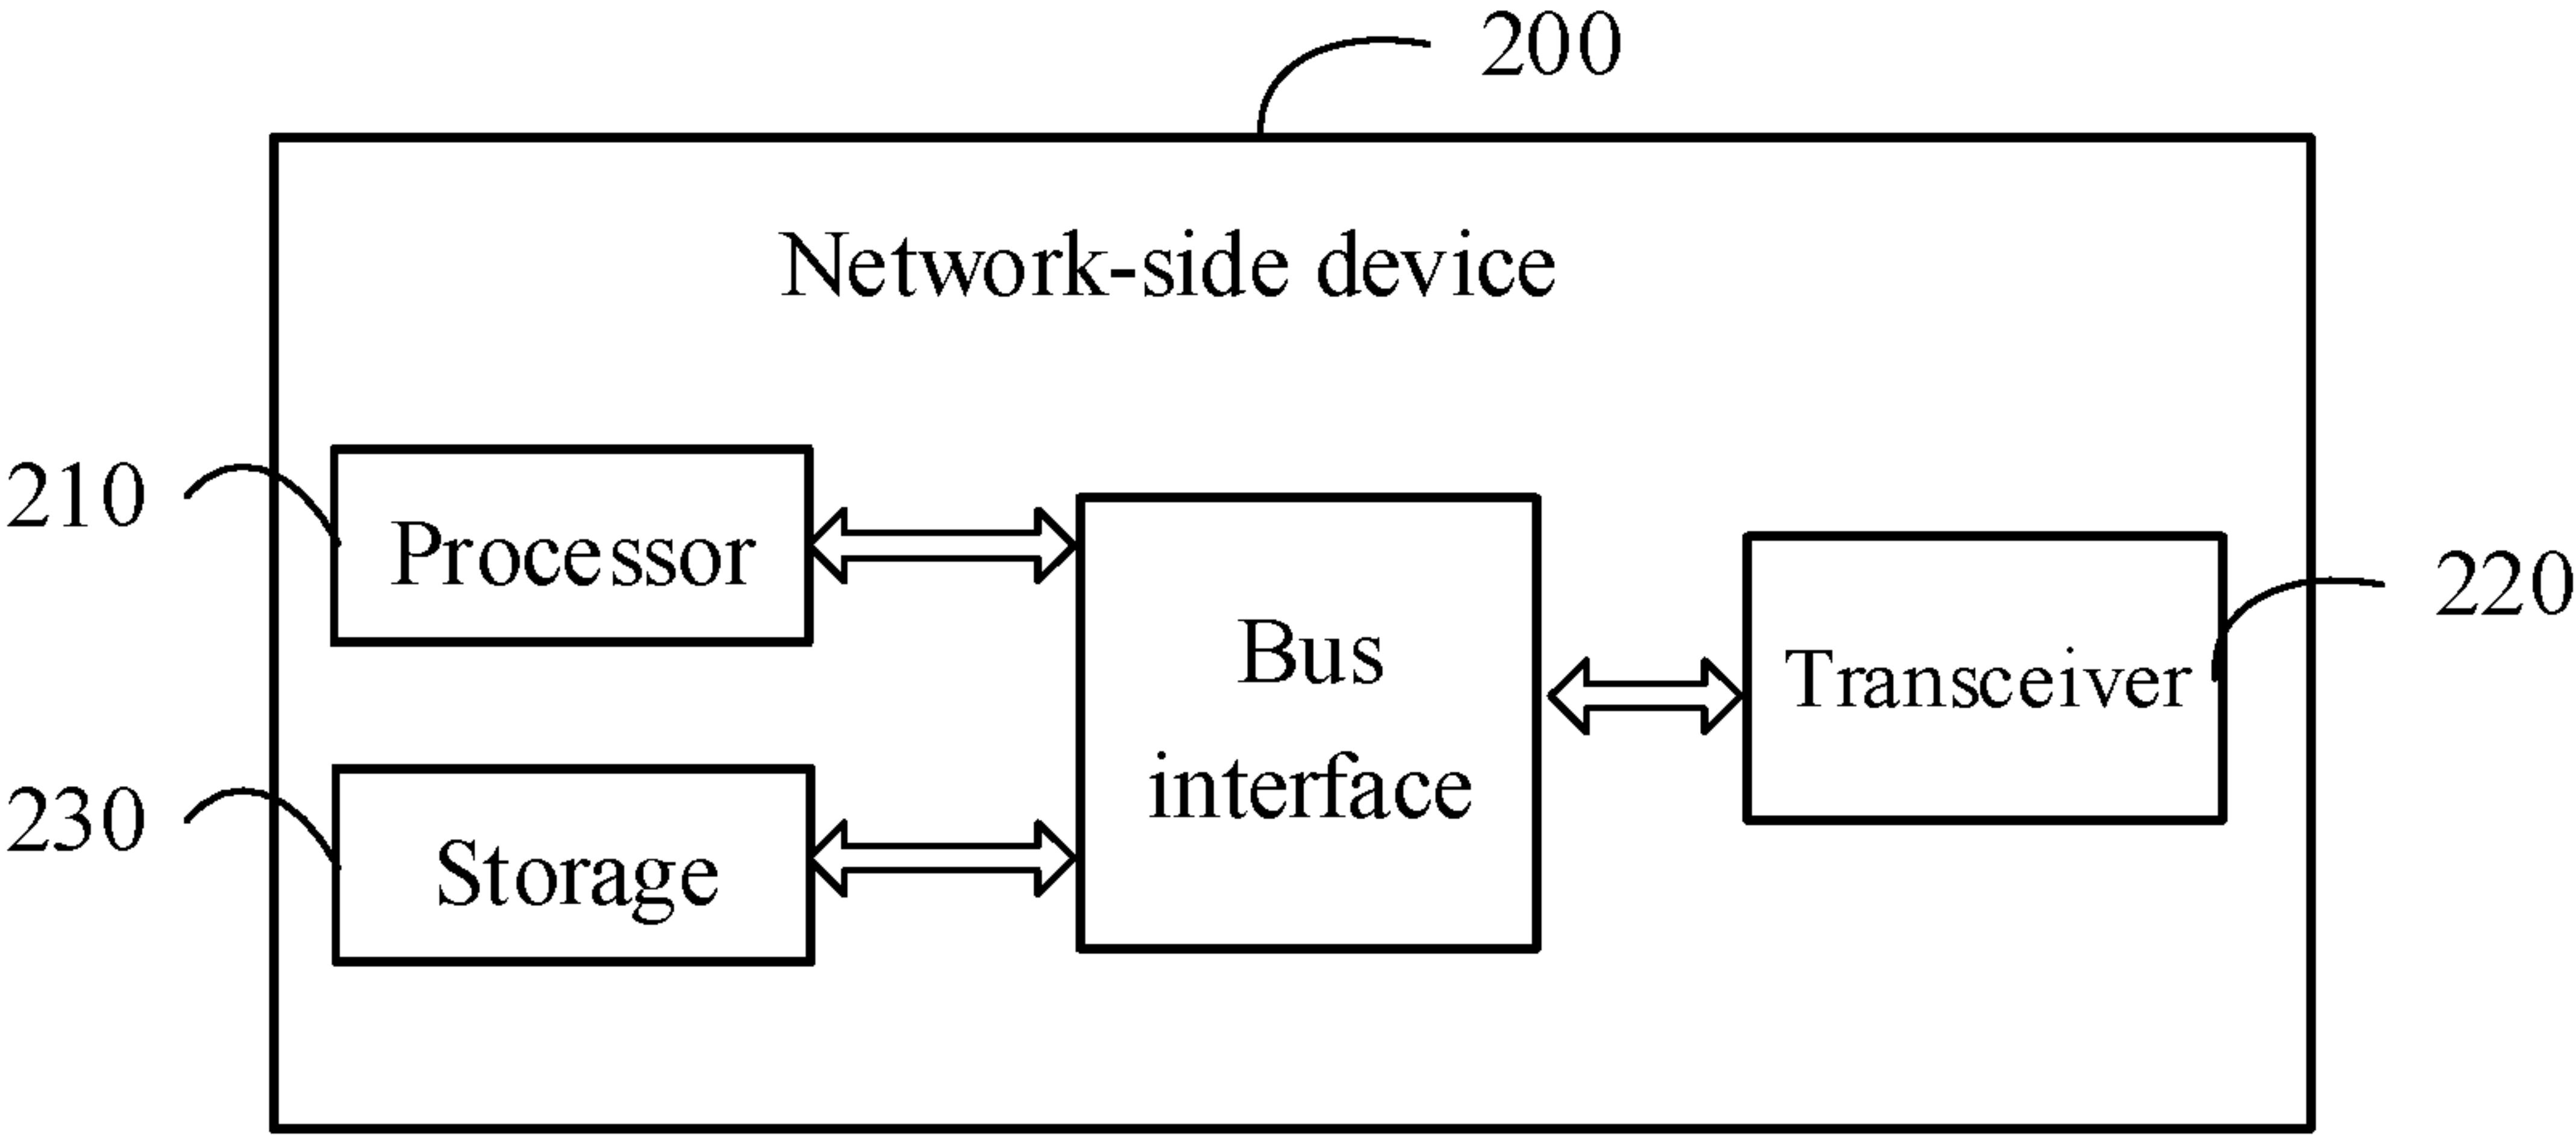 200
Network-side device
210
Processor
Bus
interface
Transceiver
220
230
Storage